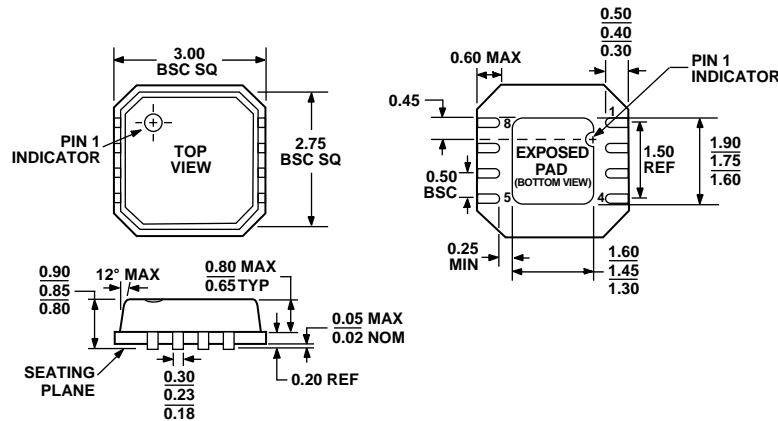 3.00
BSC SQ
PIN 1
INDICATOR
TOP
VIEW
2.75
BSC SQ
0.60 MAX
0.50
0.40
0.30
PIN 1
INDICATOR
0.45
8
1
EXPOSED
PAD
(BOTTOM VIEW)
1.50
REF
1.90
1.75
1.60
0.50
BSC
5
4
0.25
MIN
1.60
1.45
1.30
0.90
0.85
0.80
12° MAX
0.80 MAX
0.65 TYP
0.05 MAX
0.02 NOM
SEATING
PLANE
0.30
0.23
0.18
0.20 REF